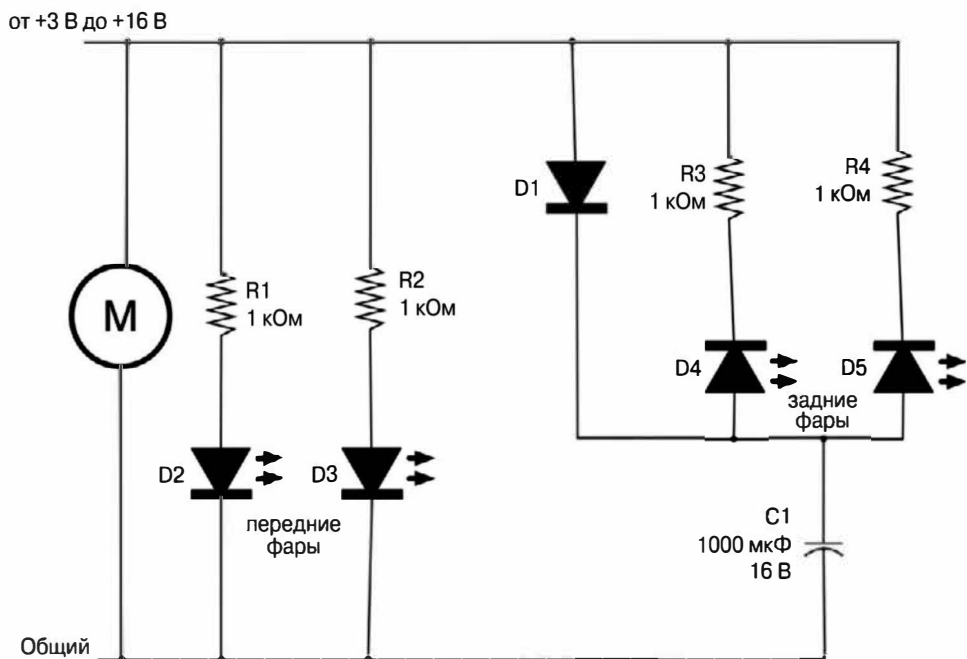 от +3 В до +16 В
M
R1
1 кОм
R2
1 кОм
D1
R3
1 кОм
R4
1 кОм
D2
D3
передние
фары
D4
D5
задние
фары
C1
1000 мкФ
16 В
Общий